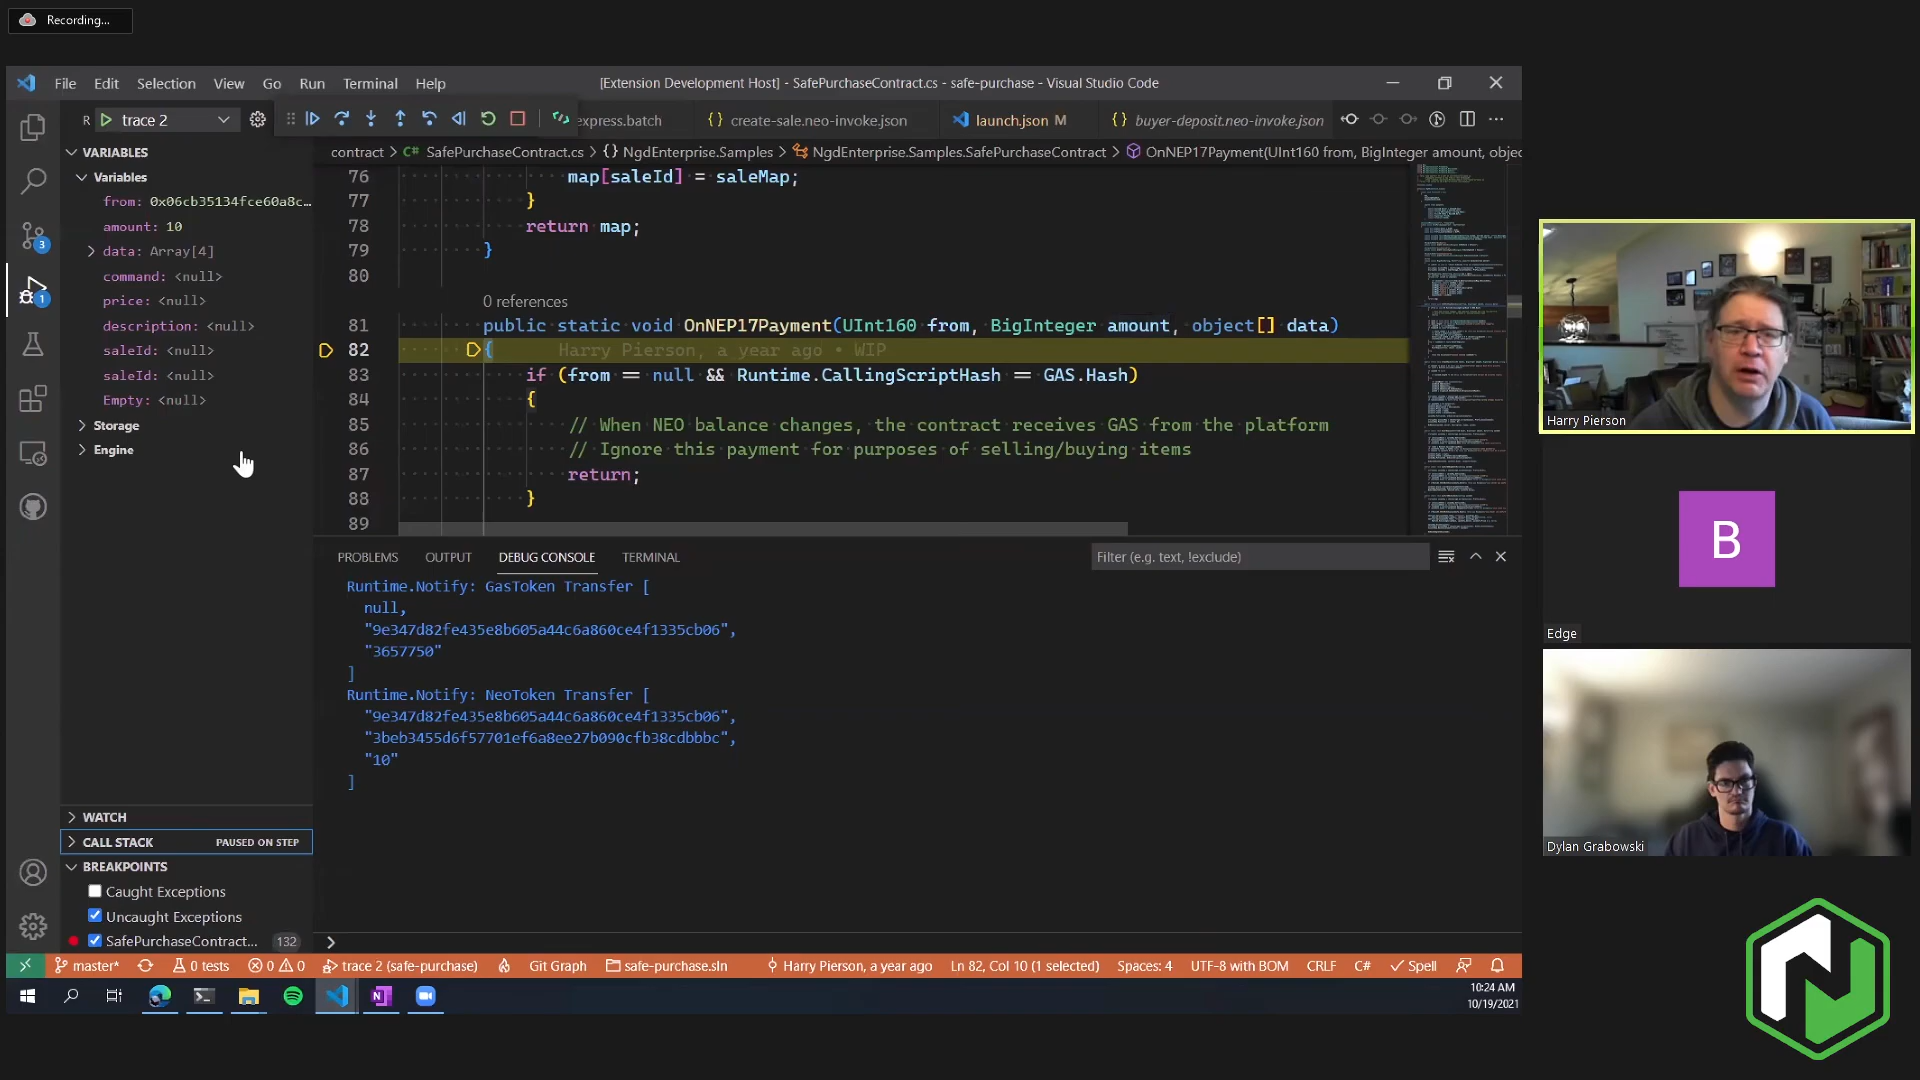 Recording...
File Edit Selection View Go Run Terminal Help
[Extension Development Host] - SafePurchaseContract.cs - safe-purchase - Visual Studio Code
R trace 2
express.batch
{} create-sale.neo-invoke.json
launch.json M
{} buyer-deposit.neo-invoke.json
contract > C# SafePurchaseContract.cs > {} NgdEnterprise.Samples > NgdEnterprise.Samples.SafePurchaseContract > OnNEP17Payment(UInt160 from, BigInteger amount, objec
VARIABLES
Variables
from: 0x06cb35134fce60a8c...
amount: 10
data: Array[4]
command: <null>
price: <null>
description: <null>
saleId: <null>
saleId: <null>
Empty: <null>
Storage
Engine
76 map[saleId] = saleMap;
77 }
78 return map;
79 }
80
0 references
81 public static void OnNEP17Payment(UInt160 from, BigInteger amount, object[] data)
82 { Harry Pierson, a year ago • WIP
83 if (from == null && Runtime.CallingScriptHash == GAS.Hash)
84 {
85 // When NEO balance changes, the contract receives GAS from the platform
86 // Ignore this payment for purposes of selling/buying items
87 return;
88 }
89
PROBLEMS OUTPUT DEBUG CONSOLE TERMINAL
Filter (e.g. text, !exclude)
Runtime.Notify: GasToken Transfer [
null,
"9e347d82fe435e8b605a44c6a860ce4f1335cb06",
"3657750"
]
Runtime.Notify: NeoToken Transfer [
"9e347d82fe435e8b605a44c6a860ce4f1335cb06",
"3beb3455d6f57701ef6a8ee27b090cfb38cdbbbc",
"10"
]
WATCH
CALL STACK PAUSED ON STEP
BREAKPOINTS
Caught Exceptions
Uncaught Exceptions
SafePurchaseContract... 132
3
1
master* 0 tests 0 0 trace 2 (safe-purchase) Git Graph safe-purchase.sln Harry Pierson, a year ago Ln 82, Col 10 (1 selected) Spaces: 4 UTF-8 with BOM CRLF C# Spell
10:24 AM
10/19/2021
Harry Pierson
B
Edge
Dylan Grabowski